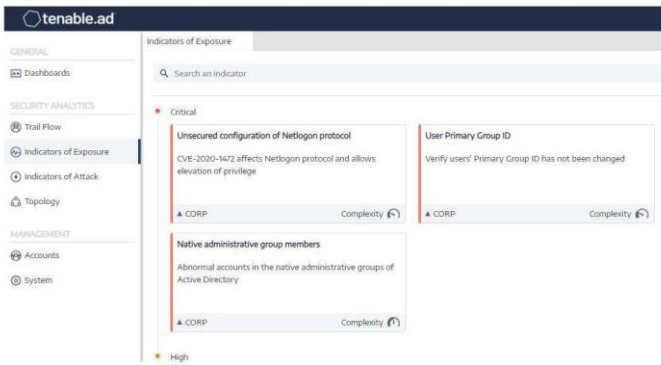 tenable.ad
GENERAL
Dashboards
SECURITY ANALYTICS
Trail Flow
Indicators of Exposure
Indicators of Attack
Topology
MANAGEMENT
Accounts
System
Indicators of Exposure
Search an indicator
Critical
Unsecured configuration of Netlogon protocol
CVE-2020-1472 affects Netlogon protocol and allows
elevation of privilege
CORP Complexity
User Primary Group ID
Verify users' Primary Group ID has not been changed
CORP Complexity
Native administrative group members
Abnormal accounts in the native administrative groups of
Active Directory
CORP Complexity
High